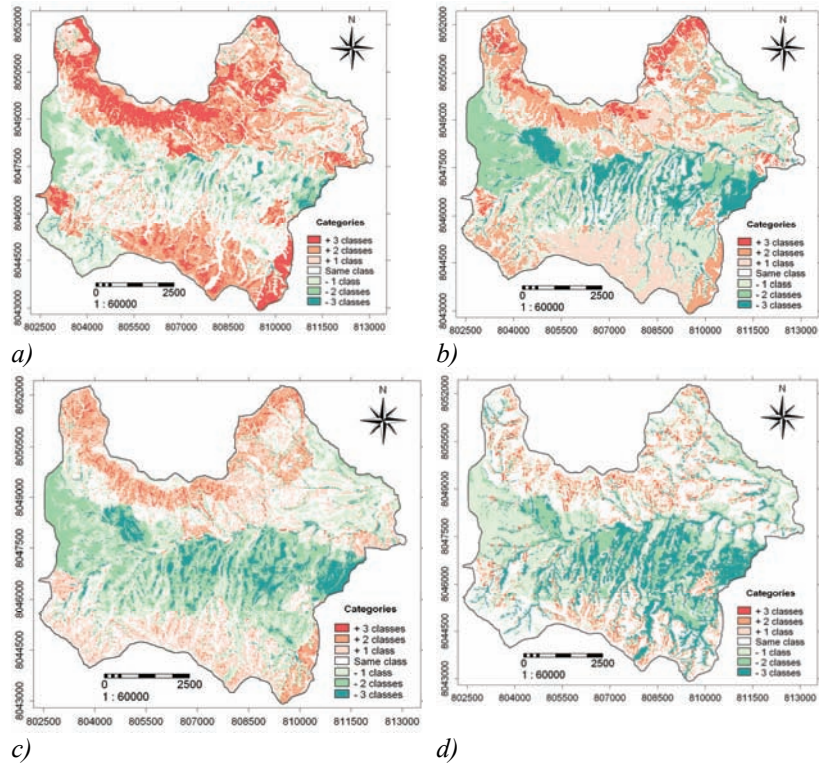 N
8052000
8050500
8049000
8047500
8046000
8044500
8043000
Categories
+ 3 classes
+ 2 classes
+ 1 class
Same class
- 1 class
- 2 classes
- 3 classes
0 2500
1 : 60000
802500 804000 805500 807000 808500 810000 811500 813000
a)
N
8052000
8050500
8049000
8047500
8046000
8044500
8043000
Categories
+ 3 classes
+ 2 classes
+ 1 class
Same class
- 1 class
- 2 classes
- 3 classes
0 2500
1 : 60000
802500 804000 805500 807000 808500 810000 811500 813000
b)
N
8052000
8050500
8049000
8047500
8046000
8044500
8043000
Categories
+ 3 classes
+ 2 classes
+ 1 class
Same class
- 1 class
- 2 classes
- 3 classes
0 2500
1 : 60000
802500 804000 805500 807000 808500 810000 811500 813000
c)
N
8052000
8050500
8049000
8047500
8046000
8044500
8043000
Categories
+ 3 classes
+ 2 classes
+ 1 class
Same class
- 1 class
- 2 classes
- 3 classes
0 2500
1 : 60000
802500 804000 805500 807000 808500 810000 811500 813000
d)